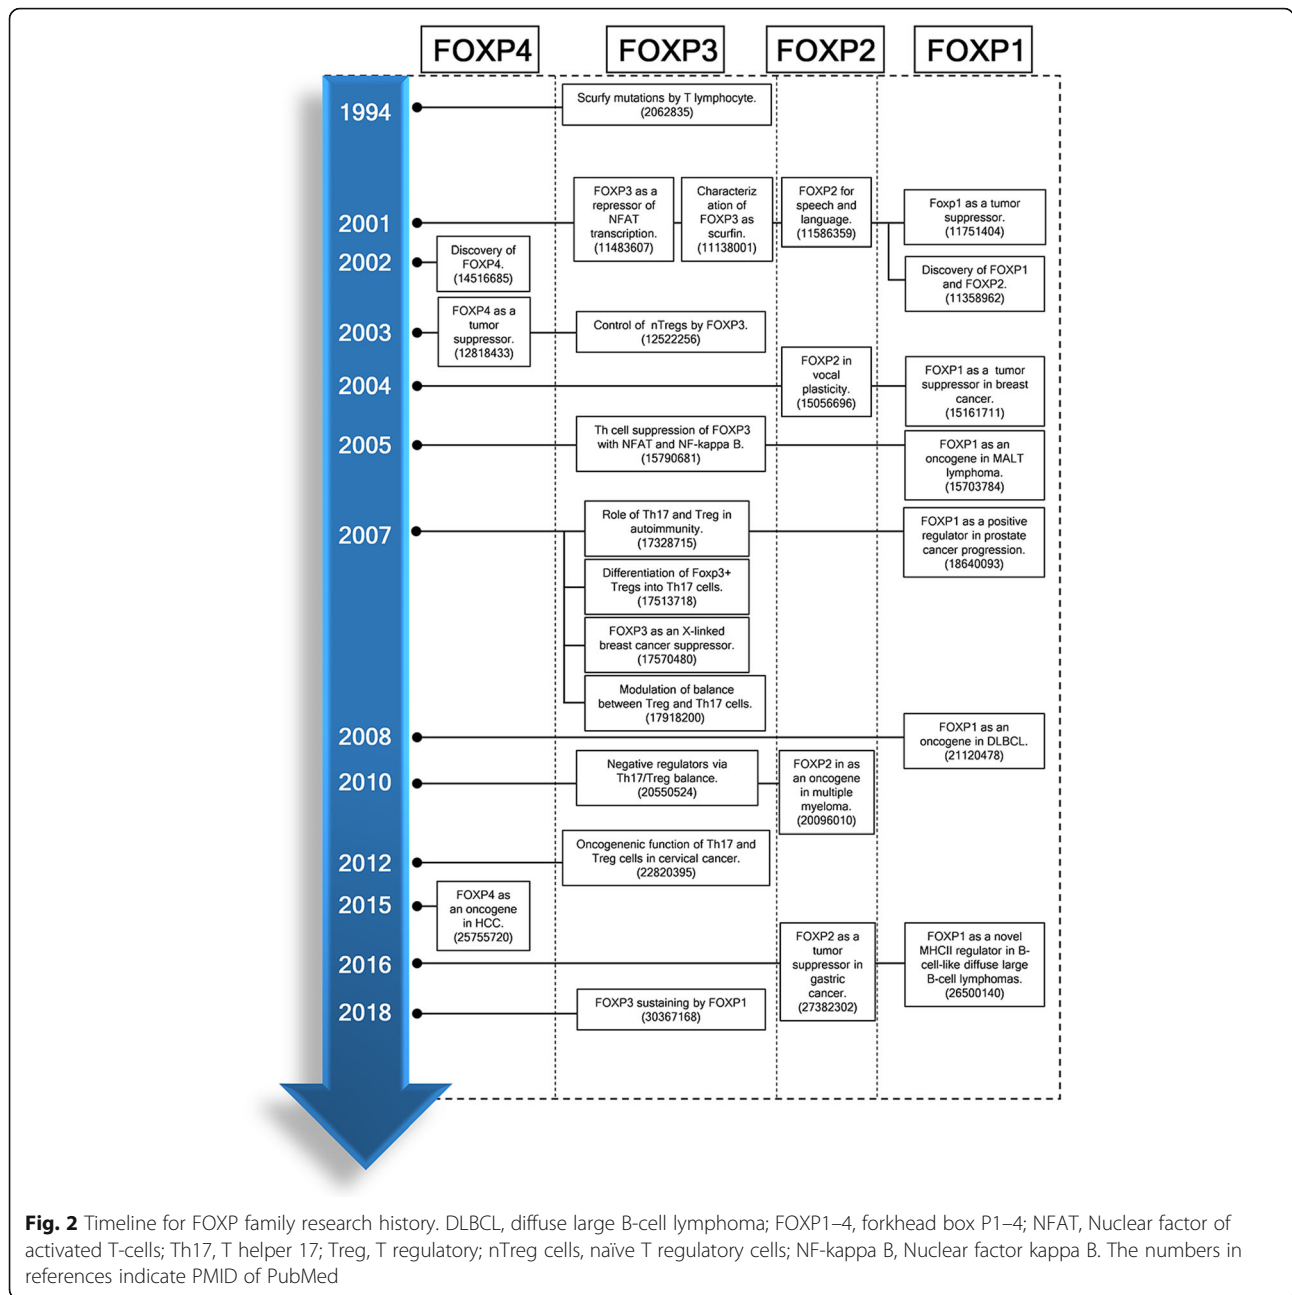 FOXP4 FOXP3 FOXP2 FOXP1
1994
Scurfy mutations by T lymphocyte.
(2062835)
2001
FOXP3 as a
repressor of
NFAT
transcription.
(11483607)
Characteriz
ation of
FOXP3 as
scurfin.
(11138001)
FOXP2 for
speech and
language.
(11586359)
Foxp1 as a tumor
suppressor.
(11751404)
Discovery of FOXP1
and FOXP2.
(11358962)
2002
Discovery of
FOXP4.
(14516685)
2003
FOXP4 as a
tumor
suppressor.
(12818433)
Control of nTregs by FOXP3.
(12522256)
2004
FOXP2 in
vocal
plasticity.
(15056696)
FOXP1 as a tumor
suppressor in breast
cancer.
(15161711)
2005
Th cell suppression of FOXP3
with NFAT and NF-kappa B.
(15790681)
FOXP1 as an
oncogene in MALT
lymphoma.
(15703784)
2007
Role of Th17 and Treg in
autoimmunity.
(17328715)
FOXP1 as a positive
regulator in prostate
cancer progression.
(18640093)
Differentiation of Foxp3+
Tregs into Th17 cells.
(17513718)
FOXP3 as an X-linked
breast cancer suppressor.
(17570480)
Modulation of balance
between Treg and Th17 cells.
(17918200)
2008
FOXP1 as an
oncogene in DLBCL.
(21120478)
2010
Negative regulators via
Th17/Treg balance.
(20550524)
FOXP2 in as
an oncogene
in multiple
myeloma.
(20096010)
2012
Oncogenenic function of Th17 and
Treg cells in cervical cancer.
(22820395)
2015
FOXP4 as
an oncogene
in HCC.
(25755720)
2016
FOXP2 as a
tumor
suppressor in
gastric
cancer.
(27382302)
FOXP1 as a novel
MHCII regulator in B-
cell-like diffuse large
B-cell lymphomas.
(26500140)
2018
FOXP3 sustaining by FOXP1
(30367168)
Fig. 2 Timeline for FOXP family research history. DLBCL, diffuse large B-cell lymphoma; FOXP1–4, forkhead box P1–4; NFAT, Nuclear factor of
activated T-cells; Th17, T helper 17; Treg, T regulatory; nTreg cells, naïve T regulatory cells; NF-kappa B, Nuclear factor kappa B. The numbers in
references indicate PMID of PubMed